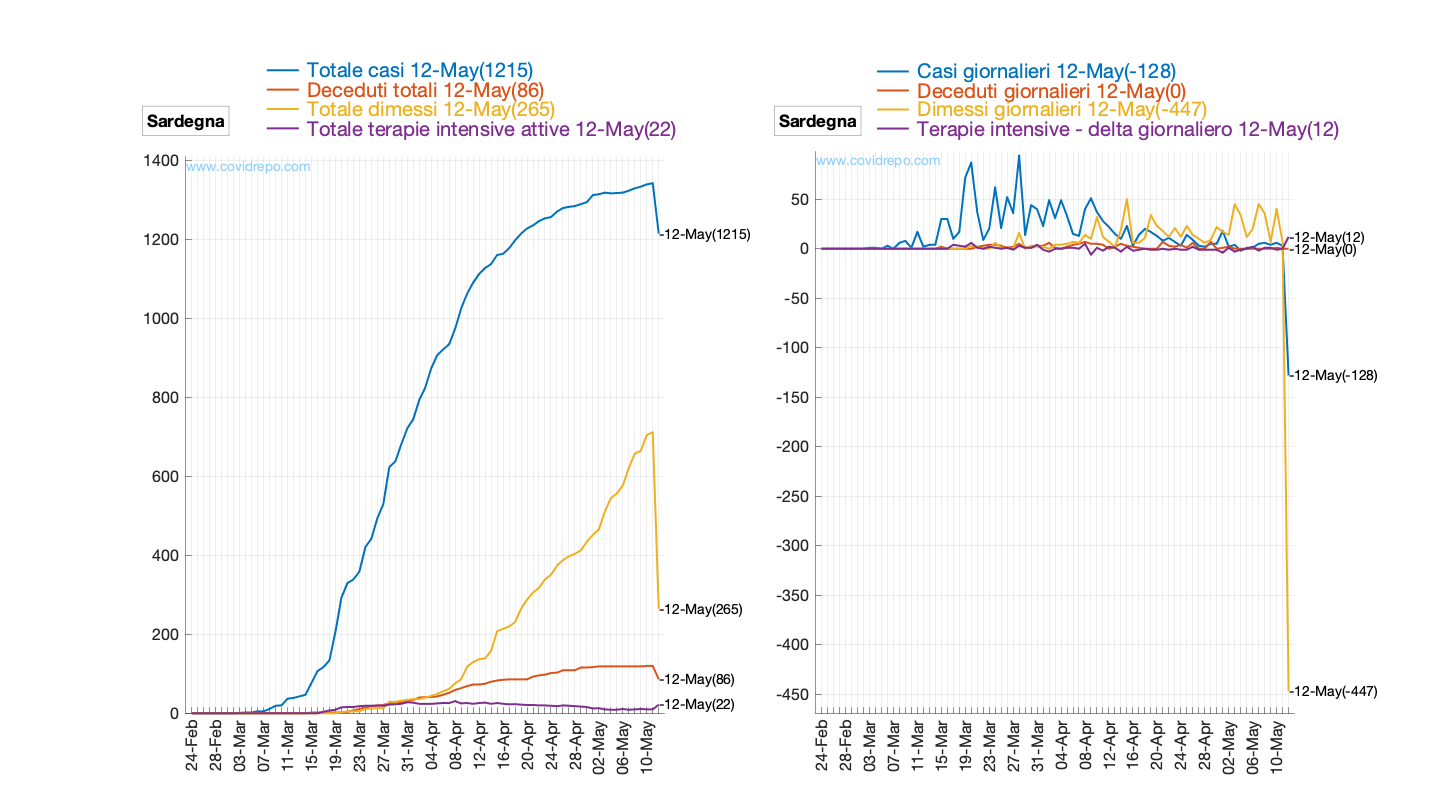 Totale casi 12-May(1215)
Deceduti totali 12-May(86)
Totale dimessi 12-May(265)
Totale terapie intensive attive 12-May(22)
Sardegna
www.covidrepo.com
1400
1200
1000
800
600
400
200
0
-12-May(1215)
-12-May(265)
-12-May(86)
-12-May(22)
24-Feb
28-Feb
03-Mar
07-Mar
11-Mar
15-Mar
19-Mar
23-Mar
27-Mar
31-Mar
04-Apr
08-Apr
12-Apr
16-Apr
20-Apr
24-Apr
28-Apr
02-May
06-May
10-May
Casi giornalieri 12-May(-128)
Deceduti giornalieri 12-May(0)
Dimessi giornalieri 12-May(-447)
Terapie intensive - delta giornaliero 12-May(12)
Sardegna
www.covidrepo.com
50
0
-50
-100
-150
-200
-250
-300
-350
-400
-450
-12-May(12)
-12-May(0)
-12-May(-128)
-12-May(-447)
24-Feb
28-Feb
03-Mar
07-Mar
11-Mar
15-Mar
19-Mar
23-Mar
27-Mar
31-Mar
04-Apr
08-Apr
12-Apr
16-Apr
20-Apr
24-Apr
28-Apr
02-May
06-May
10-May